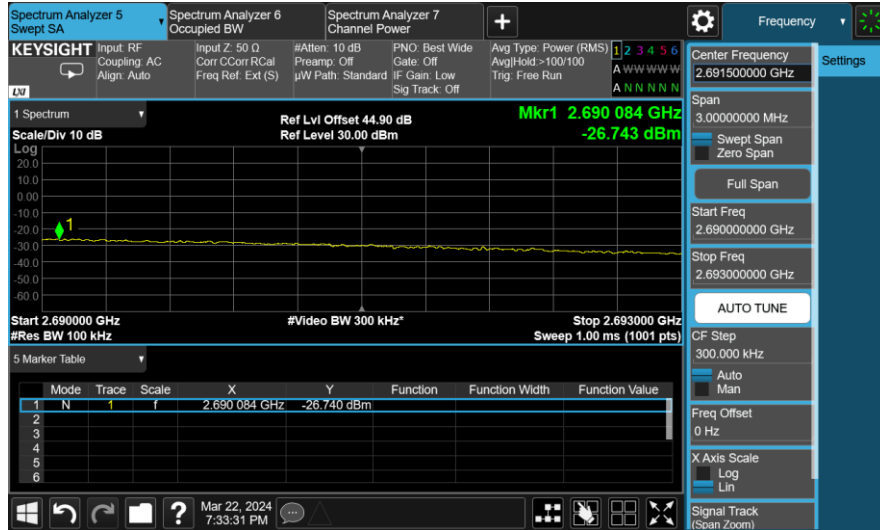 Spectrum Analyzer 5
Swept SA
Spectrum Analyzer 6
Occupied BW
Spectrum Analyzer 7
Channel Power
Frequency
KEYSIGHT
Input: RF
Coupling: AC
Align: Auto
Input Z: 50 Ω
Corr CCorr RCal
Freq Ref: Ext (S)
#Atten: 10 dB
Preamp: Off
µW Path: Standard
PNO: Best Wide
Gate: Off
IF Gain: Low
Sig Track: Off
Avg Type: Power (RMS)
Avg|Hold:>100/100
Trig: Free Run
1 2 3 4 5 6
A W W W W W
A N N N N N
LXI
1 Spectrum
Scale/Div 10 dB
Ref Lvl Offset 44.90 dB
Ref Level 30.00 dBm
Mkr1 2.690 084 GHz
-26.743 dBm
Log
20.0
10.0
0.00
-10.0
-20.0
-30.0
-40.0
-50.0
-60.0
1
Start 2.690000 GHz
#Res BW 100 kHz
#Video BW 300 kHz*
Stop 2.693000 GHz
Sweep 1.00 ms (1001 pts)
5 Marker Table
Mode Trace Scale X Y Function Function Width Function Value
1 N 1 f 2.690 084 GHz -26.740 dBm
2
3
4
5
6
Mar 22, 2024
7:33:31 PM
Center Frequency
2.691500000 GHz
Span
3.00000000 MHz
Swept Span
Zero Span
Full Span
Start Freq
2.690000000 GHz
Stop Freq
2.693000000 GHz
AUTO TUNE
CF Step
300.000 kHz
Auto
Man
Freq Offset
0 Hz
X Axis Scale
Log
Lin
Signal Track
(Span Zoom)
Settings